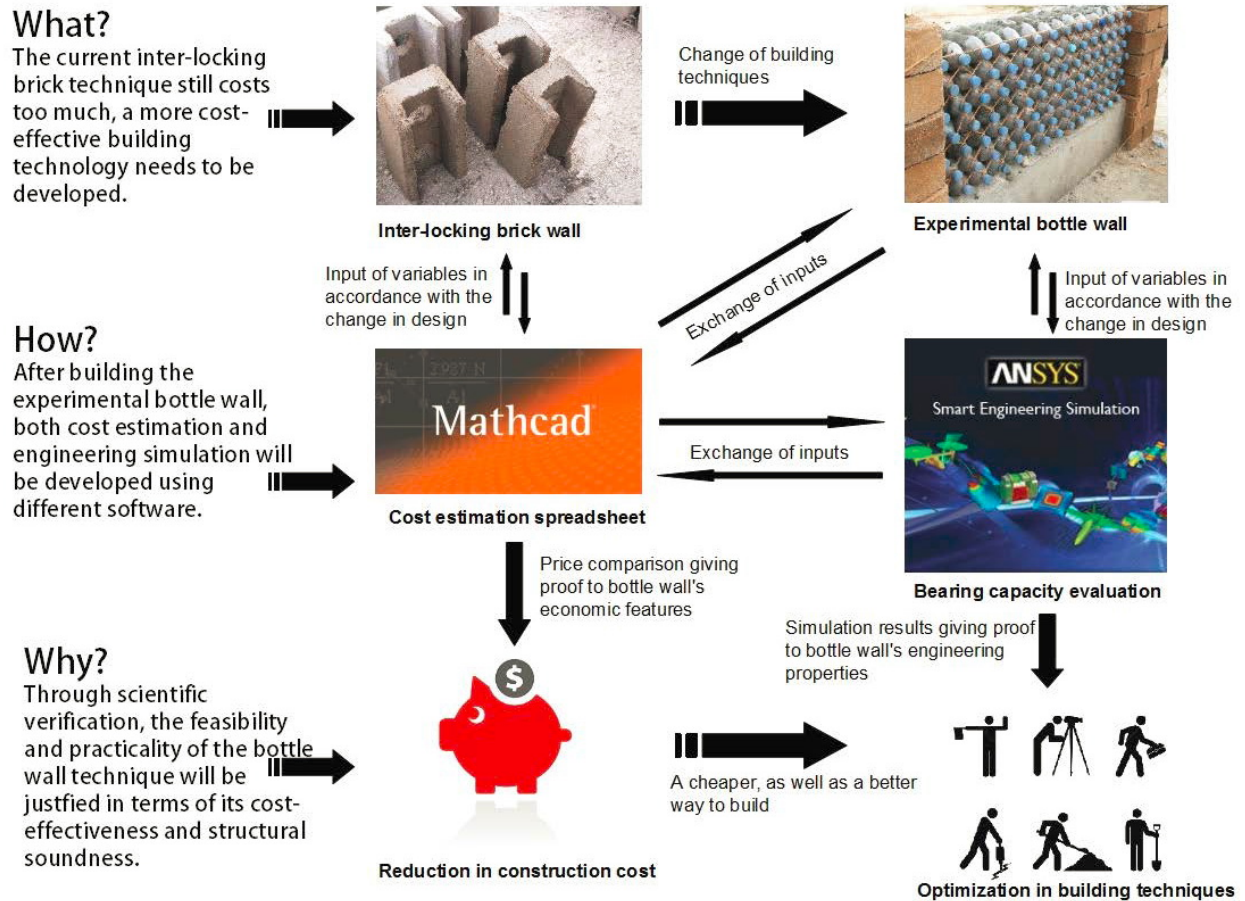 What?
The current inter-locking
brick technique still costs
too much, a more cost-
effective building
technology needs to be
developed.
Inter-locking brick wall
Change of building
techniques
Experimental bottle wall
Input of variables in
accordance with the
change in design
Exchange of inputs
Input of variables in
accordance with the
change in design
How?
After building the
experimental bottle wall,
both cost estimation and
engineering simulation will
be developed using
different software.
Mathcad
Cost estimation spreadsheet
Exchange of inputs
ANSYS
Smart Engineering Simulation
Bearing capacity evaluation
Price comparison giving
proof to bottle wall's
economic features
Simulation results giving proof
to bottle wall's engineering
properties
Why?
Through scientific
verification, the feasibility
and practicality of the bottle
wall technique will be
justfied in terms of its cost-
effectiveness and structural
soundness.
$
Reduction in construction cost
A cheaper, as well as a better
way to build
Optimization in building techniques